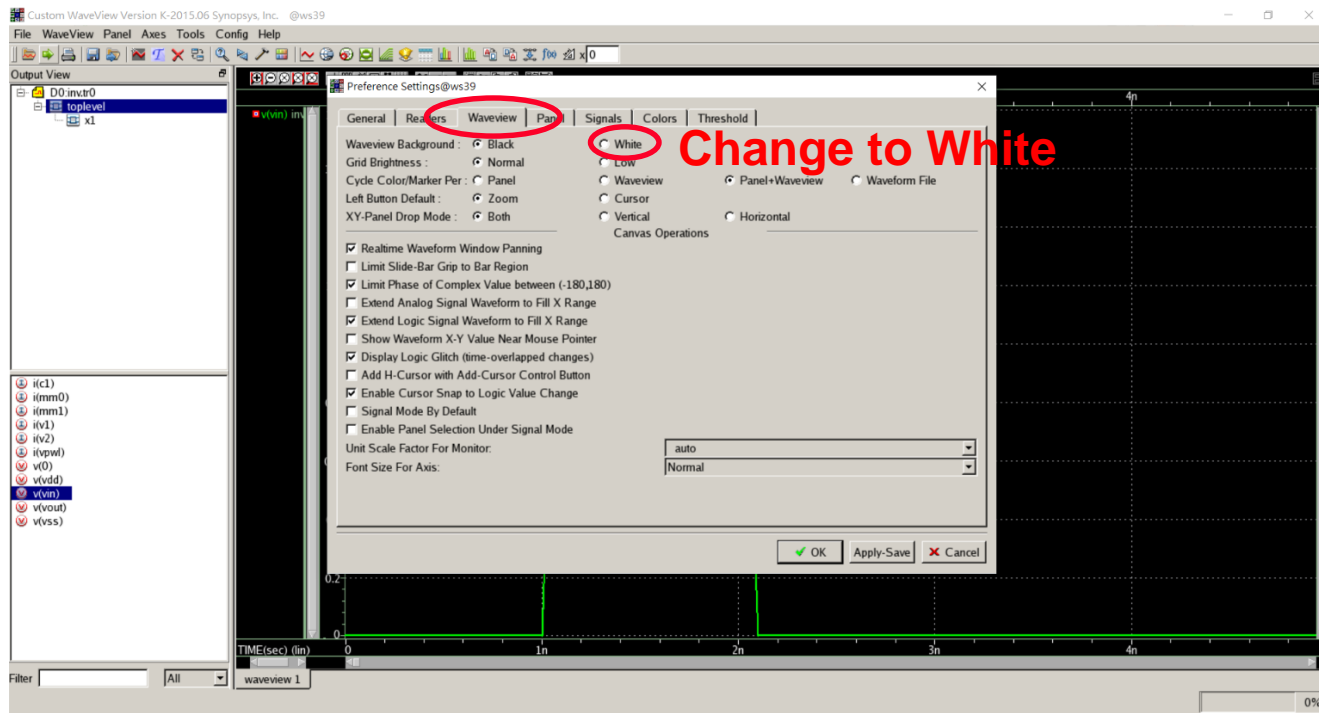 Custom WaveView Version K-2015.06 Synopsys, Inc. @ws39
File WaveView Panel Axes Tools Config Help
x 0
Output View
D0:inv.tr0
toplevel
x1
v(vin) inv
Preference Settings@ws39
General Readers Waveview Panel Signals Colors Threshold
Waveview Background : Black White
Change to White
Grid Brightness : Normal Low
Cycle Color/Marker Per : Panel Waveview Panel+Waveview Waveform File
Left Button Default : Zoom Cursor
XY-Panel Drop Mode : Both Vertical Horizontal
Canvas Operations
Realtime Waveform Window Panning
Limit Slide-Bar Grip to Bar Region
Limit Phase of Complex Value between (-180,180)
Extend Analog Signal Waveform to Fill X Range
Extend Logic Signal Waveform to Fill X Range
Show Waveform X-Y Value Near Mouse Pointer
Display Logic Glitch (time-overlapped changes)
Add H-Cursor with Add-Cursor Control Button
Enable Cursor Snap to Logic Value Change
Signal Mode By Default
Enable Panel Selection Under Signal Mode
Unit Scale Factor For Monitor: auto
Font Size For Axis: Normal
OK Apply-Save Cancel
4n
i(c1)
i(mm0)
i(mm1)
i(v1)
i(v2)
i(vpwl)
v(0)
v(vdd)
v(vin)
v(vout)
v(vss)
0.2
0
TIME(sec) (lin) 0 1n 2n 3n 4n
Filter All waveview 1
0%